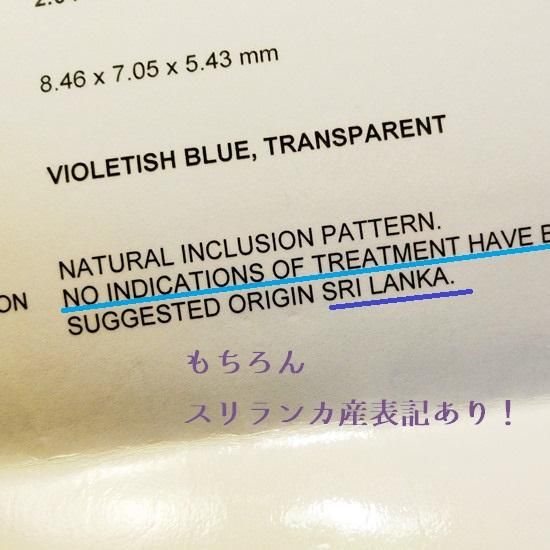 8.46 x 7.05 x 5.43 mm
VIOLETISH BLUE, TRANSPARENT
NATURAL INCLUSION PATTERN.
NO INDICATIONS OF TREATMENT HAVE
SUGGESTED ORIGIN SRI LANKA.
もちろん
スリランカ産表記あり！